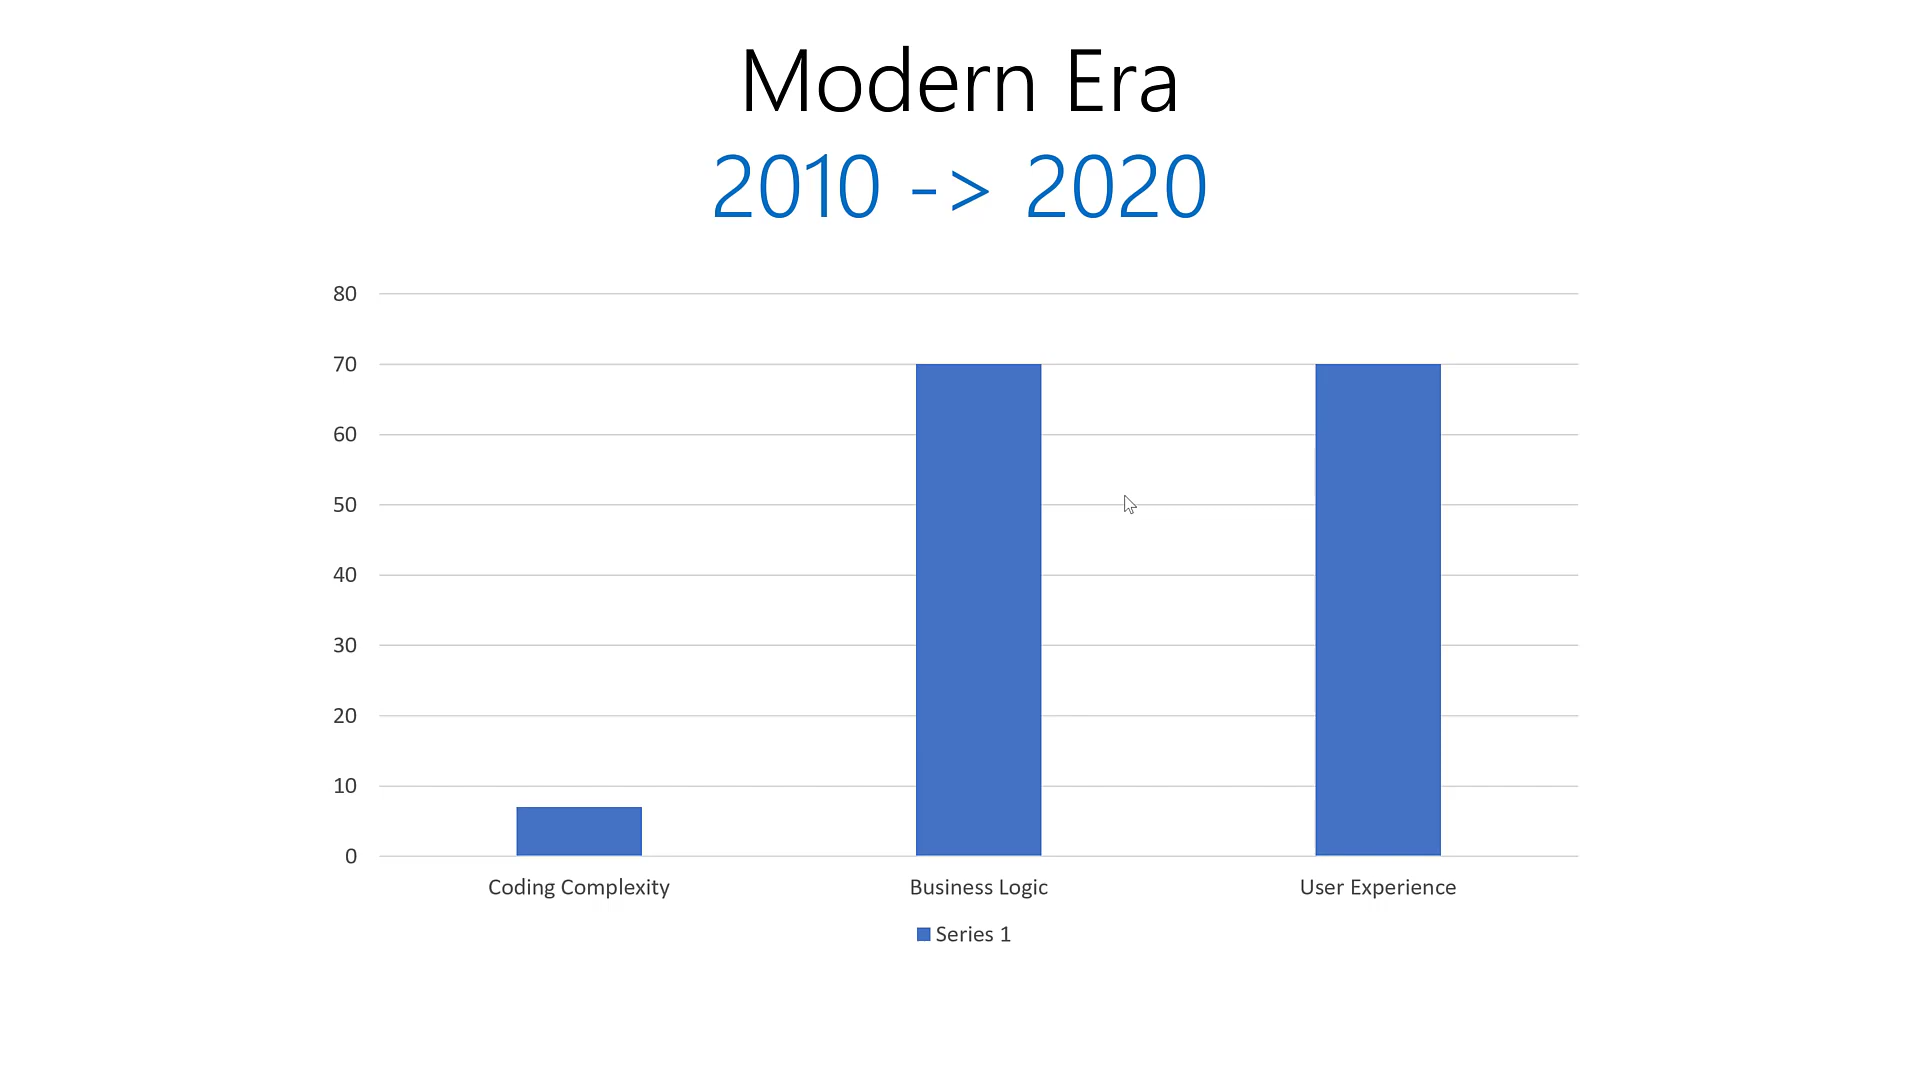 Modern Era
2010 -> 2020
80
70
60
50
40
30
20
10
0
Coding Complexity
Business Logic
User Experience
Series 1